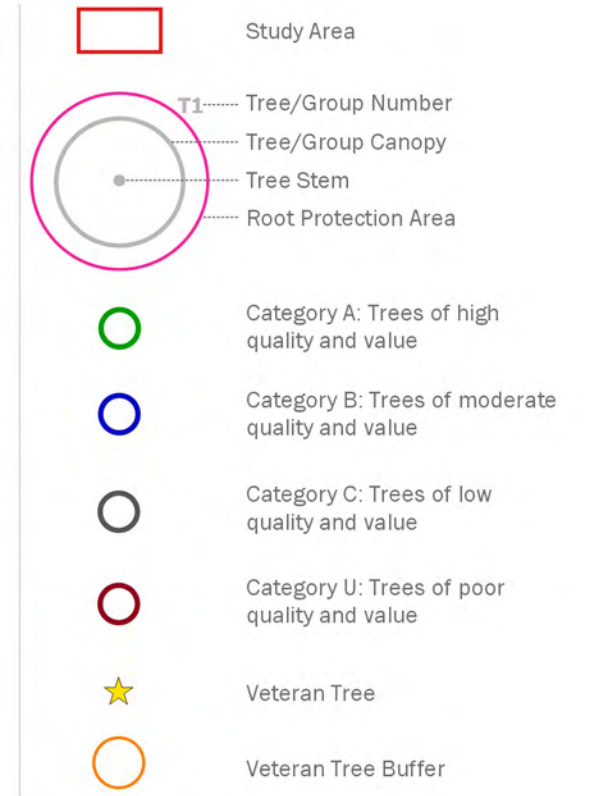 Study Area
T1
Tree/Group Number
Tree/Group Canopy
Tree Stem
Root Protection Area
Category A: Trees of high
quality and value
Category B: Trees of moderate
quality and value
Category C: Trees of low
quality and value
Category U: Trees of poor
quality and value
Veteran Tree
Veteran Tree Buffer